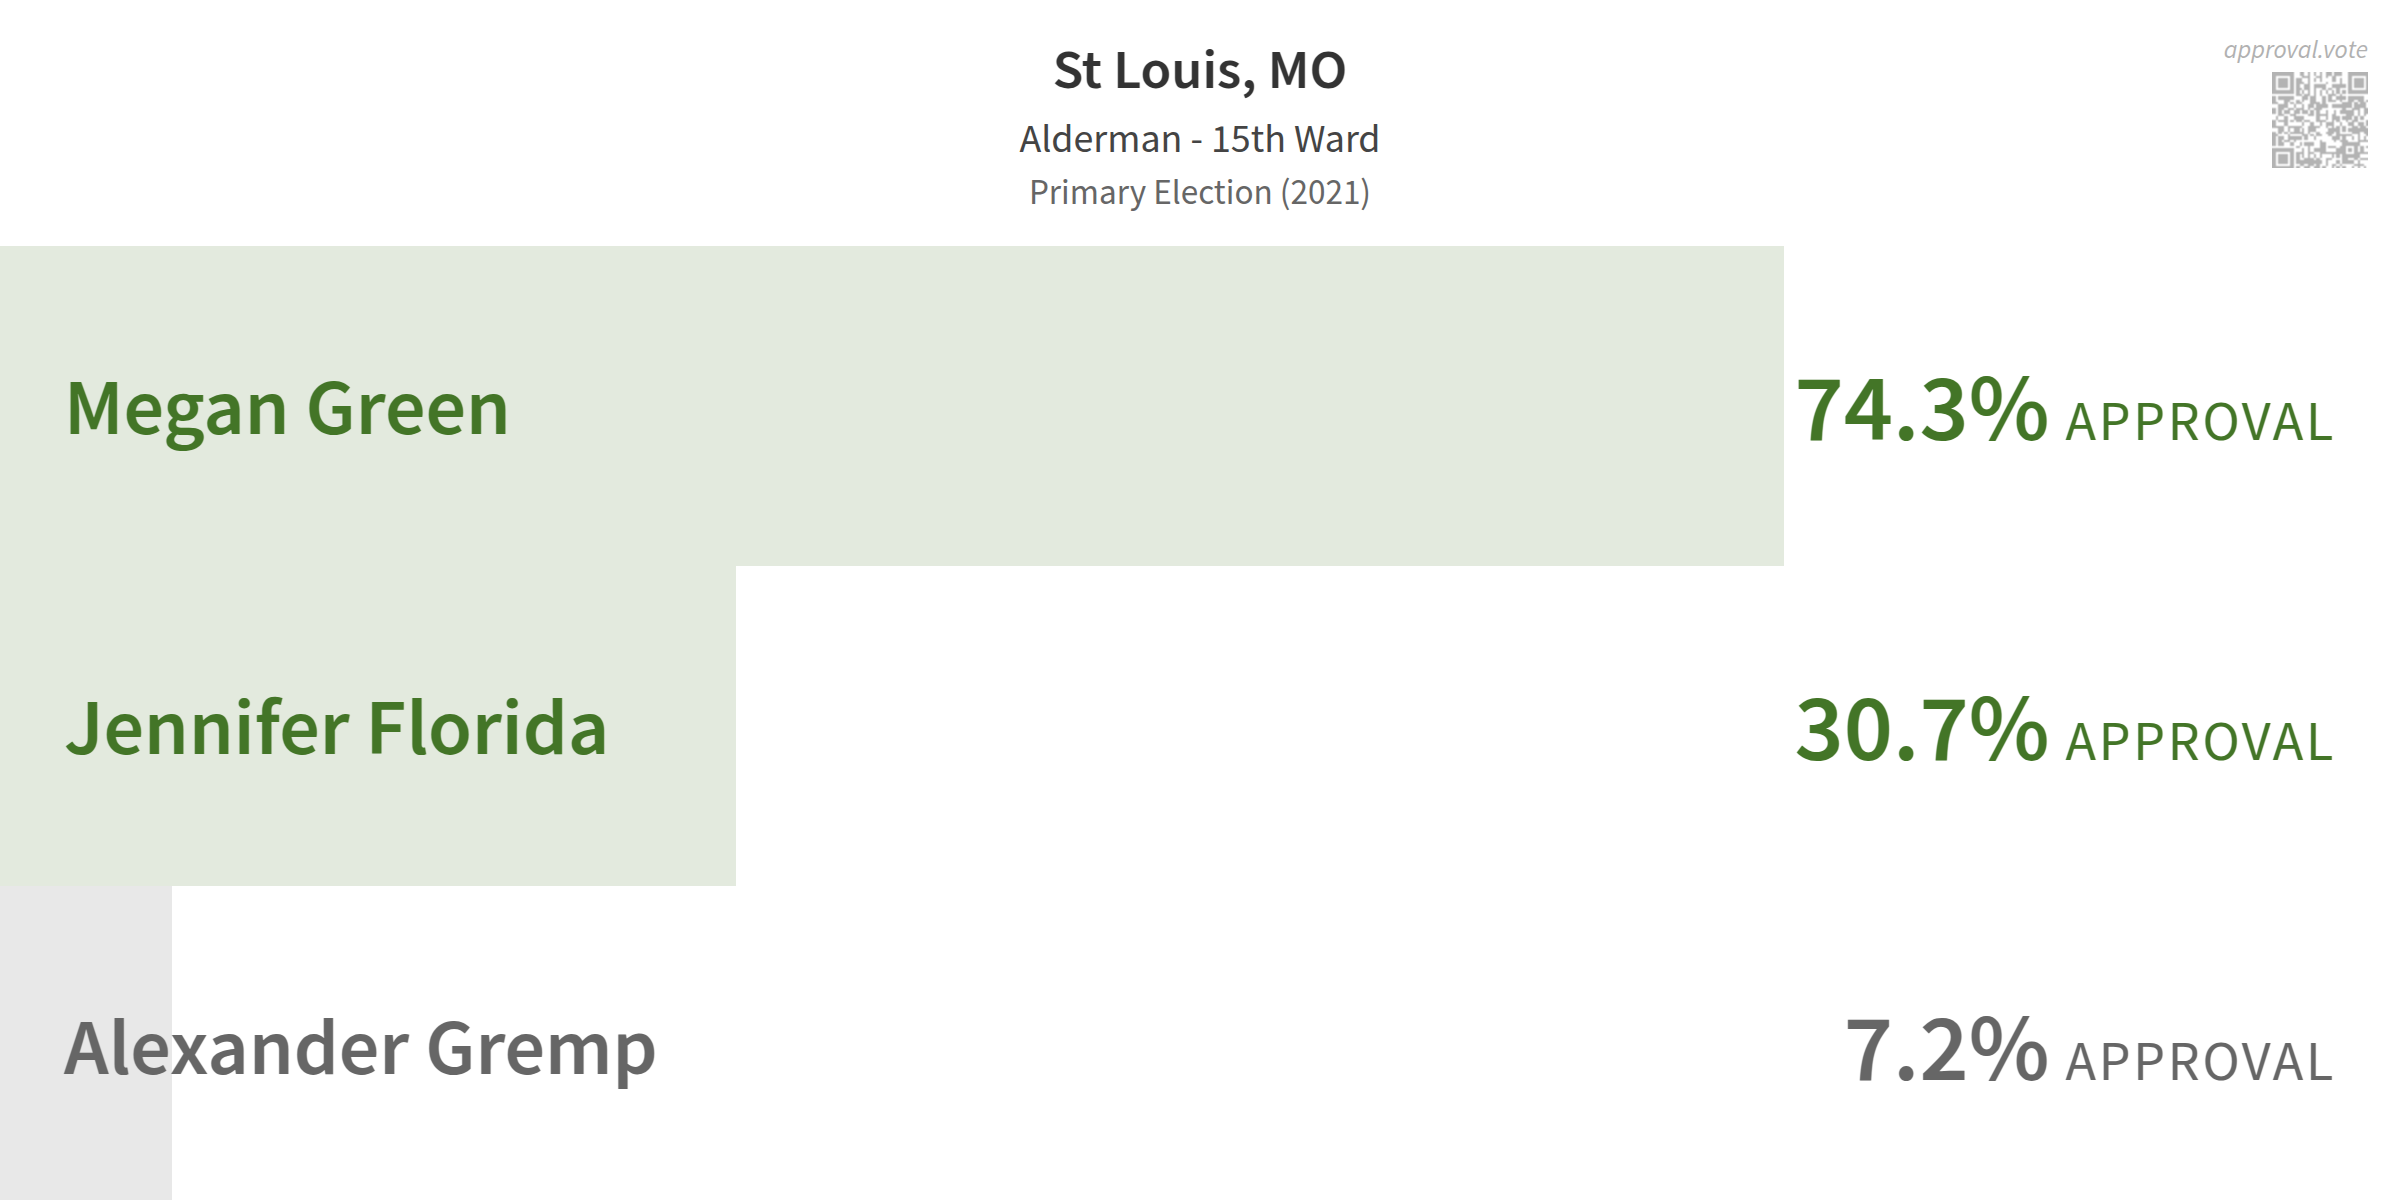 St Louis, MO
Alderman - 15th Ward
Primary Election (2021)
approval.vote
Megan Green 74.3% APPROVAL
Jennifer Florida 30.7% APPROVAL
Alexander Gremp 7.2% APPROVAL